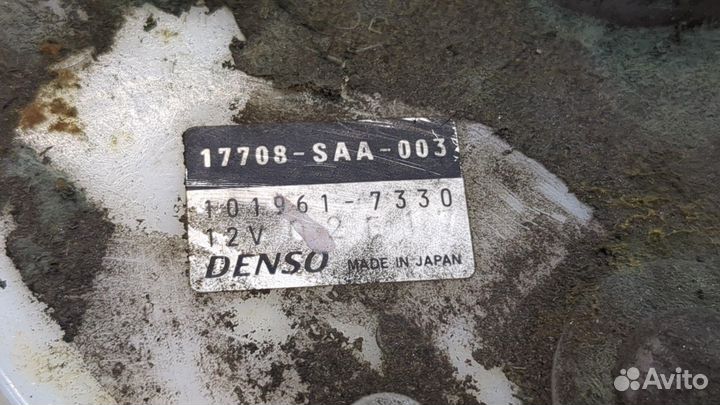 17708-SAA-003
101961-7330
12V
DENSO MADE IN JAPAN
Avito